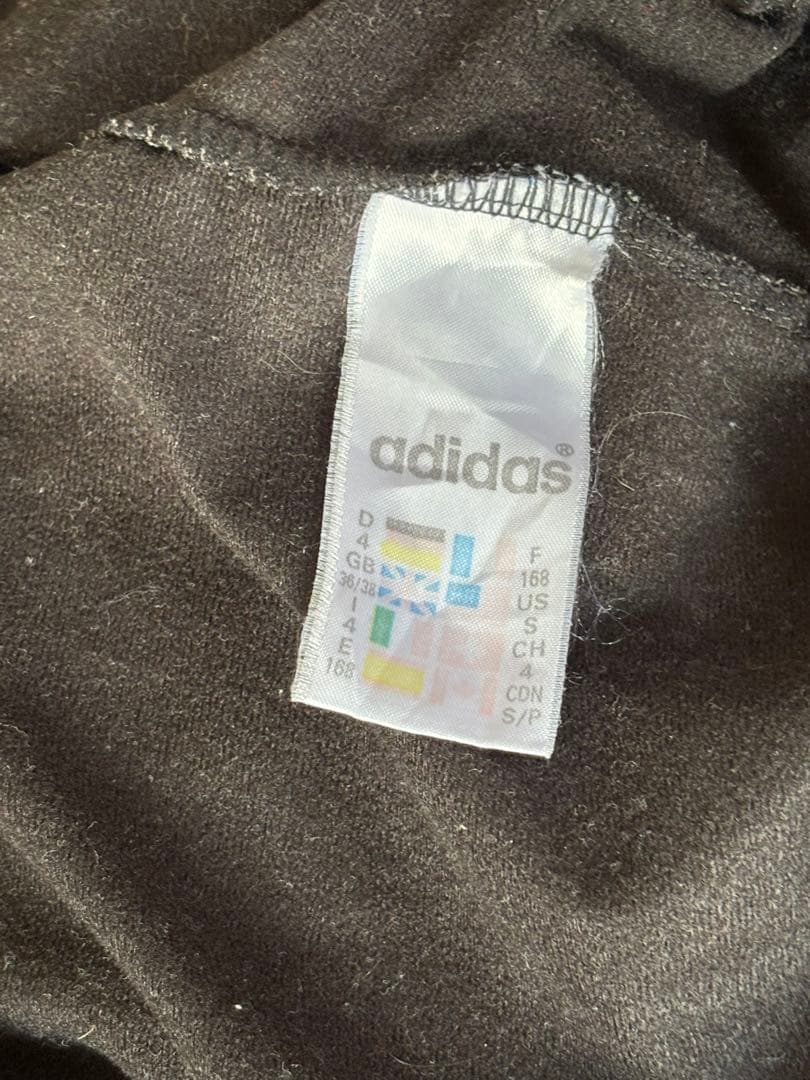 adidas®
D
4
GB
36/38
I
4
E
168
F
168
US
S
CH
4
CDN
S/P